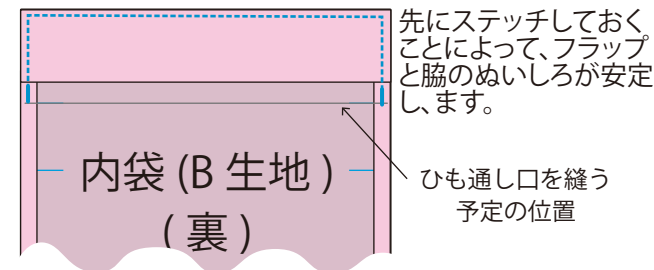 先にステッチしておく
ことによって、フラップ
と脇のぬいしろが安定
し、ます。
ひも通し口を縫う
予定の位置
内袋 (B 生地 )
( 裏 )